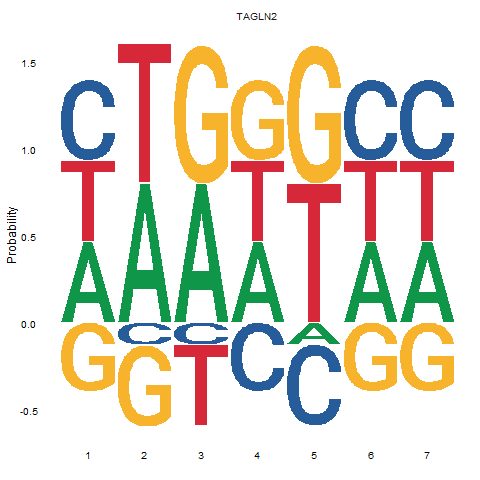 TAGLN2
1.5
1.0
0.5
0.0
-0.5
Probability
C T G G G C C
T A A T T T T
A C C A A A A
G G T C C G G
1 2 3 4 5 6 7